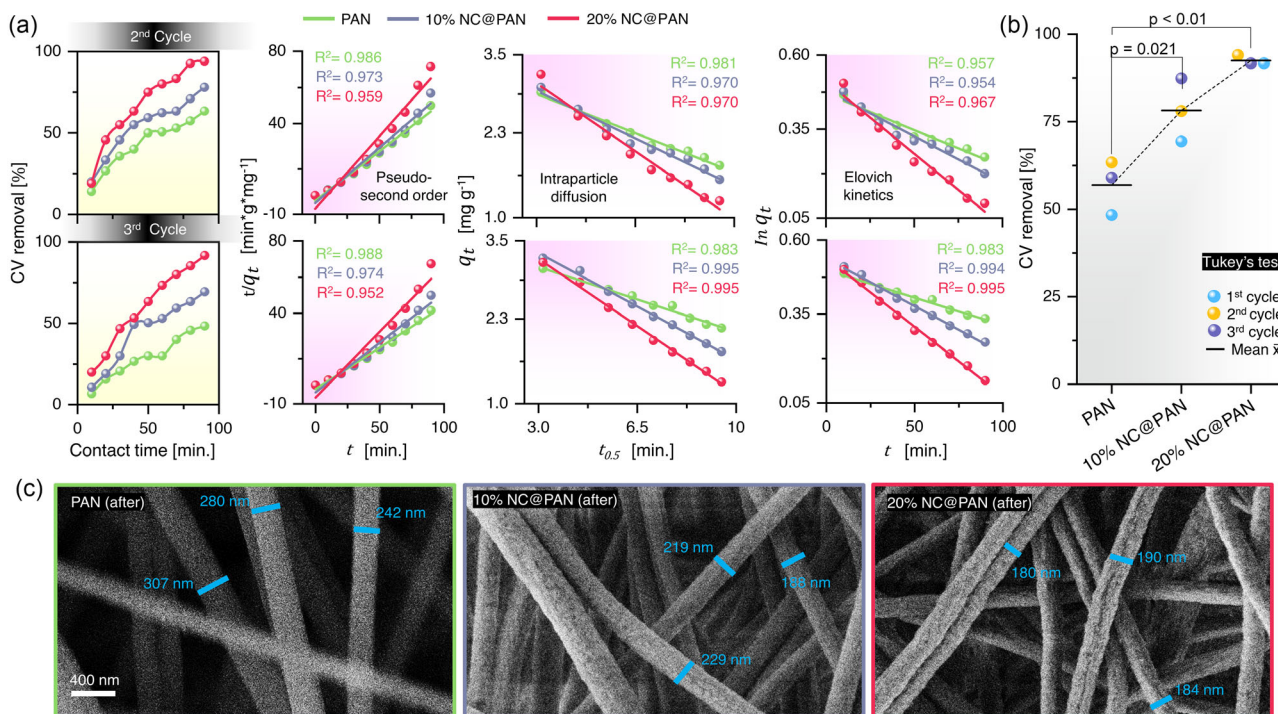 (a)
PAN 10% NC@PAN 20% NC@PAN
2nd Cycle
100
50
0
CV removal [%]
80
40
-10
t/qt [min*g*mg-1)
R²= 0.986
R²= 0.973
R²= 0.959
Pseudo-
second order
3.5
2.3
1.0
qt [mg g-1]
R²= 0.981
R²= 0.970
R²= 0.970
Intraparticle
diffusion
0.60
0.35
0.05
ln qt
R²= 0.957
R²= 0.954
R²= 0.967
Elovich
kinetics
3rd Cycle
100
50
0
0 50 100
Contact time [min.]
80
40
-10
R²= 0.988
R²= 0.974
R²= 0.952
0 50 100
t [min.]
3.5
2.3
1.0
R²= 0.983
R²= 0.995
R²= 0.995
3.0 6.5 10
t0.5 [min.]
0.60
0.35
0.05
R²= 0.983
R²= 0.994
R²= 0.995
0 50 100
t [min.]
(b)
p < 0.01
p = 0.021
100
75
50
25
0
CV removal [%]
Tukey's tes
1st cycle
2nd cycle
3rd cycle
Mean x̄
PAN
10% NC@PAN
20% NC@PAN
(c)
PAN (after)
280 nm
242 nm
307 nm
400 nm
10% NC@PAN (after)
219 nm
188 nm
229 nm
20% NC@PAN (after)
180 nm
190 nm
184 nm